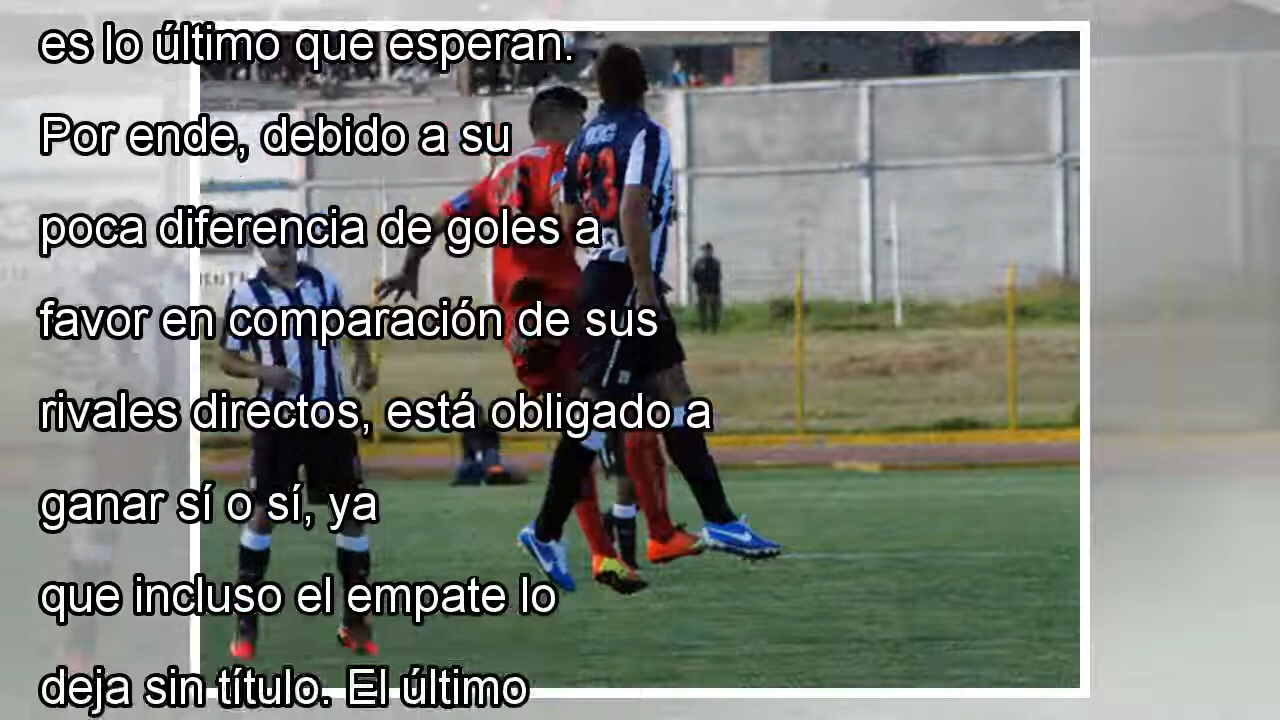 es lo último que esperan.
Por ende, debido a su
poca diferencia de goles a
favor en comparación de sus
rivales directos, está obligado a
ganar sí o sí, ya
que incluso el empate lo
deja sin título. El último
33